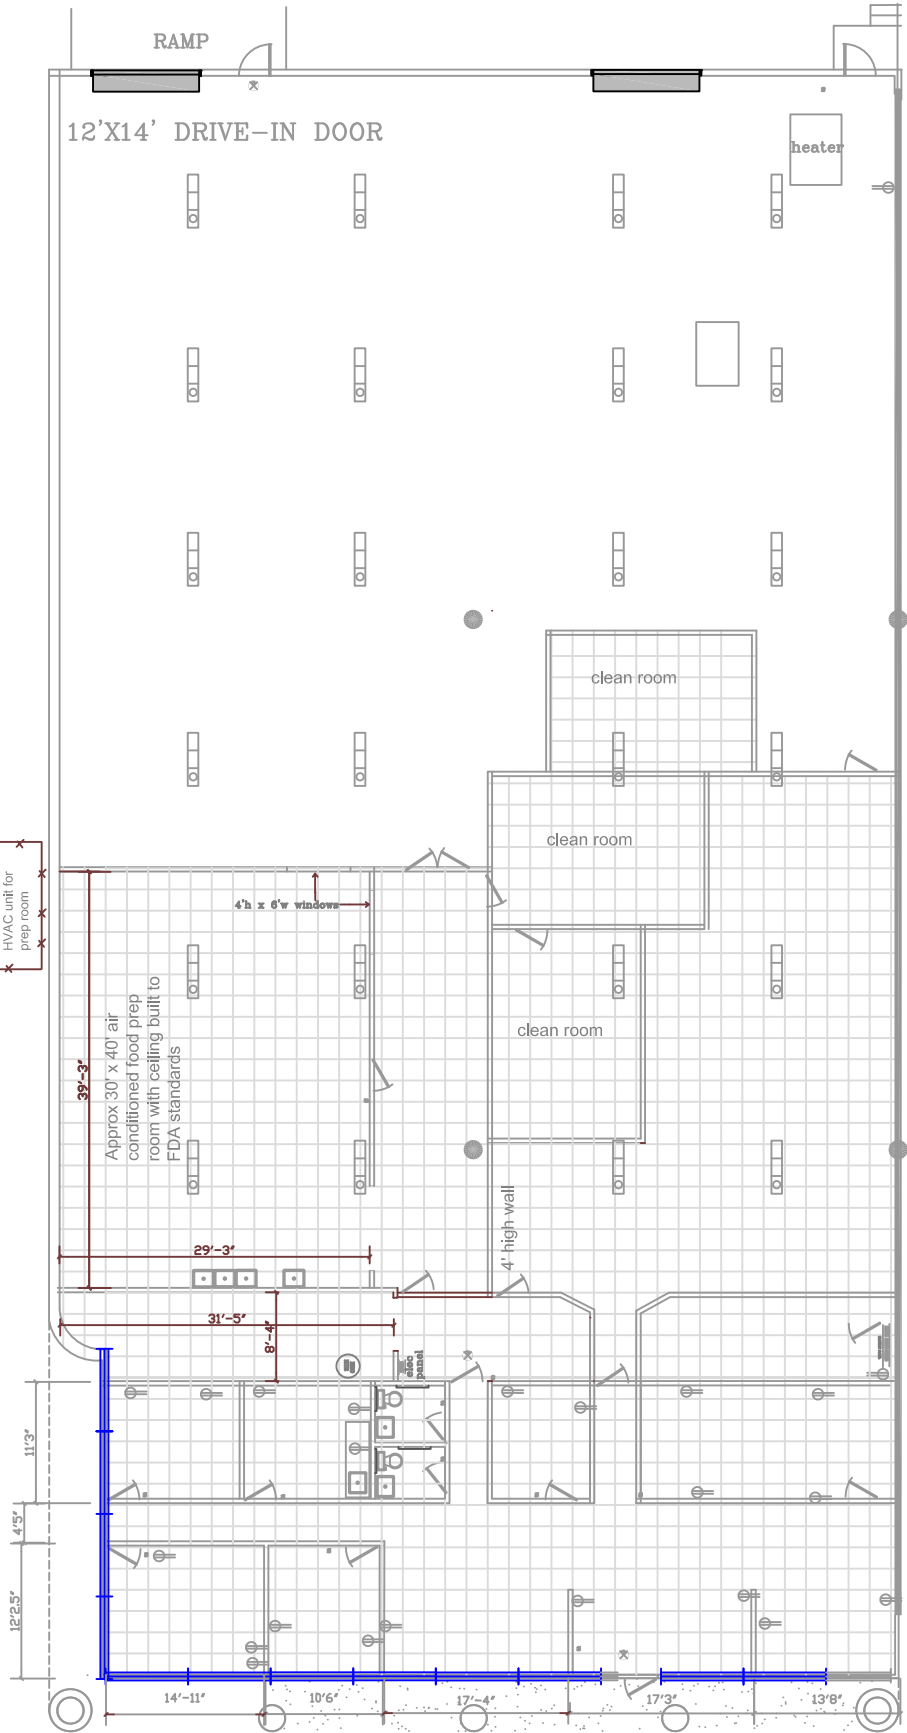 RAMP
12'X14' DRIVE-IN DOOR
heater
clean room
clean room
HVAC unit for
prep room
4'h x 6'w windows
Approx 30' x 40' air
conditioned food prep
room with ceiling built to
FDA standards
39'-3"
clean room
4' high wall
29'-3"
31'-5"
8'-4"
elec
panel
11'3"
4'5"
12'2.5"
14'-11"
10'6"
17'-4"
17'3"
13'8"